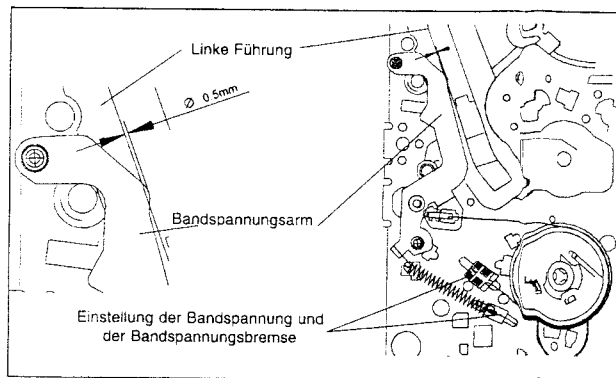 Linke Führung
Ø 0.5mm
Bandspannungsarm
Einstellung der Bandspannung und
der Bandspannungsbremse